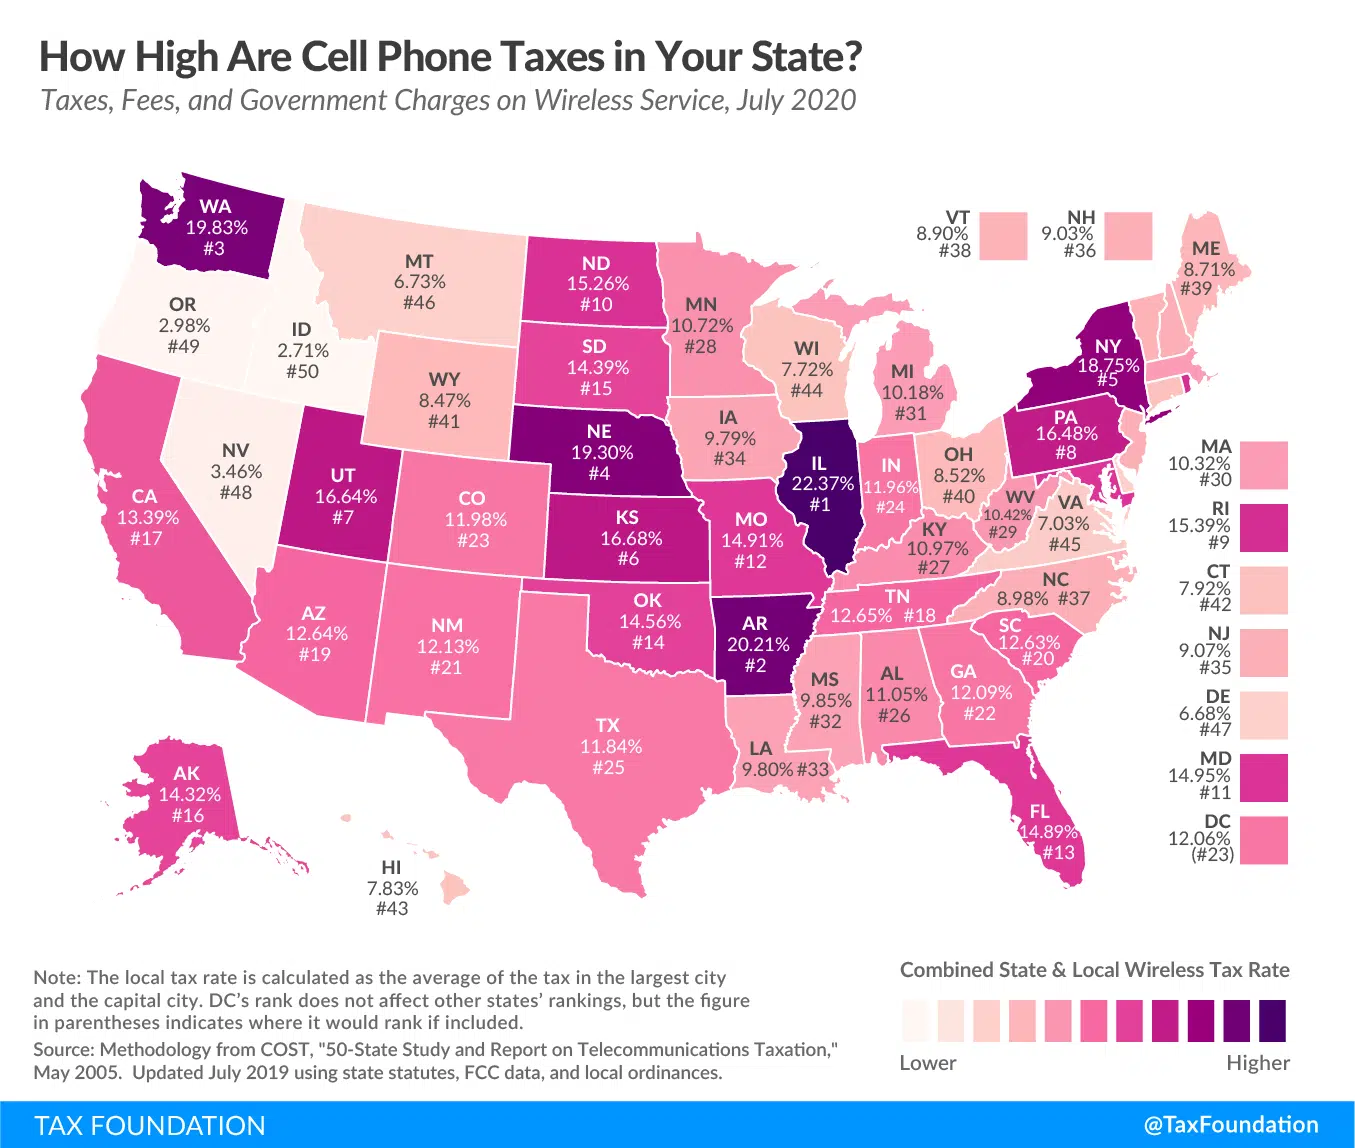 How High Are Cell Phone Taxes in Your State?
Taxes, Fees, and Government Charges on Wireless Service, July 2020
WA
19.83%
#3
OR
2.98%
#49
ID
2.71%
#50
MT
6.73%
#46
WY
8.47%
#41
NV
3.46%
#48
UT
16.64%
#7
CA
13.39%
#17
CO
11.98%
#23
AZ
12.64%
#19
NM
12.13%
#21
ND
15.26%
#10
SD
14.39%
#15
NE
19.30%
#4
KS
16.68%
#6
OK
14.56%
#14
TX
11.84%
#25
MN
10.72%
#28
IA
9.79%
#34
MO
14.91%
#12
AR
20.21%
#2
LA
9.80% #33
WI
7.72%
#44
IL
22.37%
#1
MI
10.18%
#31
IN
11.96%
#24
OH
8.52%
#40
KY
10.97%
#27
TN
12.65% #18
MS
9.85%
#32
AL
11.05%
#26
GA
12.09%
#22
FL
14.89%
#13
SC
12.63%
#20
NC
8.98% #37
VA
7.03%
#45
WV
10.42%
#29
PA
16.48%
#8
NY
18.75%
#5
VT
8.90%
#38
NH
9.03%
#36
ME
8.71%
#39
MA
10.32%
#30
RI
15.39%
#9
CT
7.92%
#42
NJ
9.07%
#35
DE
6.68%
#47
MD
14.95%
#11
DC
12.06%
(#23)
AK
14.32%
#16
HI
7.83%
#43
Note: The local tax rate is calculated as the average of the tax in the largest city
and the capital city. DC's rank does not affect other states' rankings, but the figure
in parentheses indicates where it would rank if included.
Source: Methodology from COST, "50-State Study and Report on Telecommunications Taxation,"
May 2005. Updated July 2019 using state statutes, FCC data, and local ordinances.
Combined State & Local Wireless Tax Rate
Lower
Higher
TAX FOUNDATION
@TaxFoundation